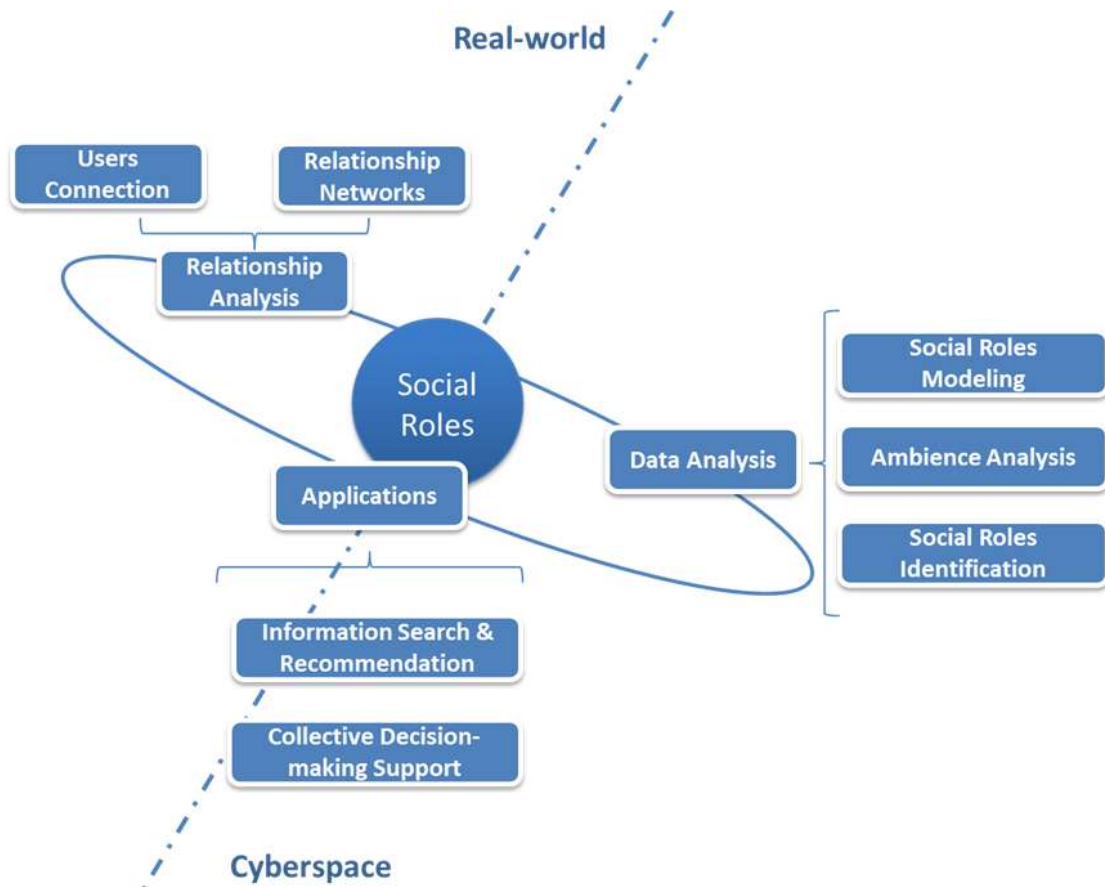 Real-world
Users
Connection
Relationship
Networks
Relationship
Analysis
Social
Roles
Social Roles
Modeling
Data Analysis
Ambience Analysis
Applications
Social Roles
Identification
Information Search &
Recommendation
Collective Decision-
making Support
Cyberspace